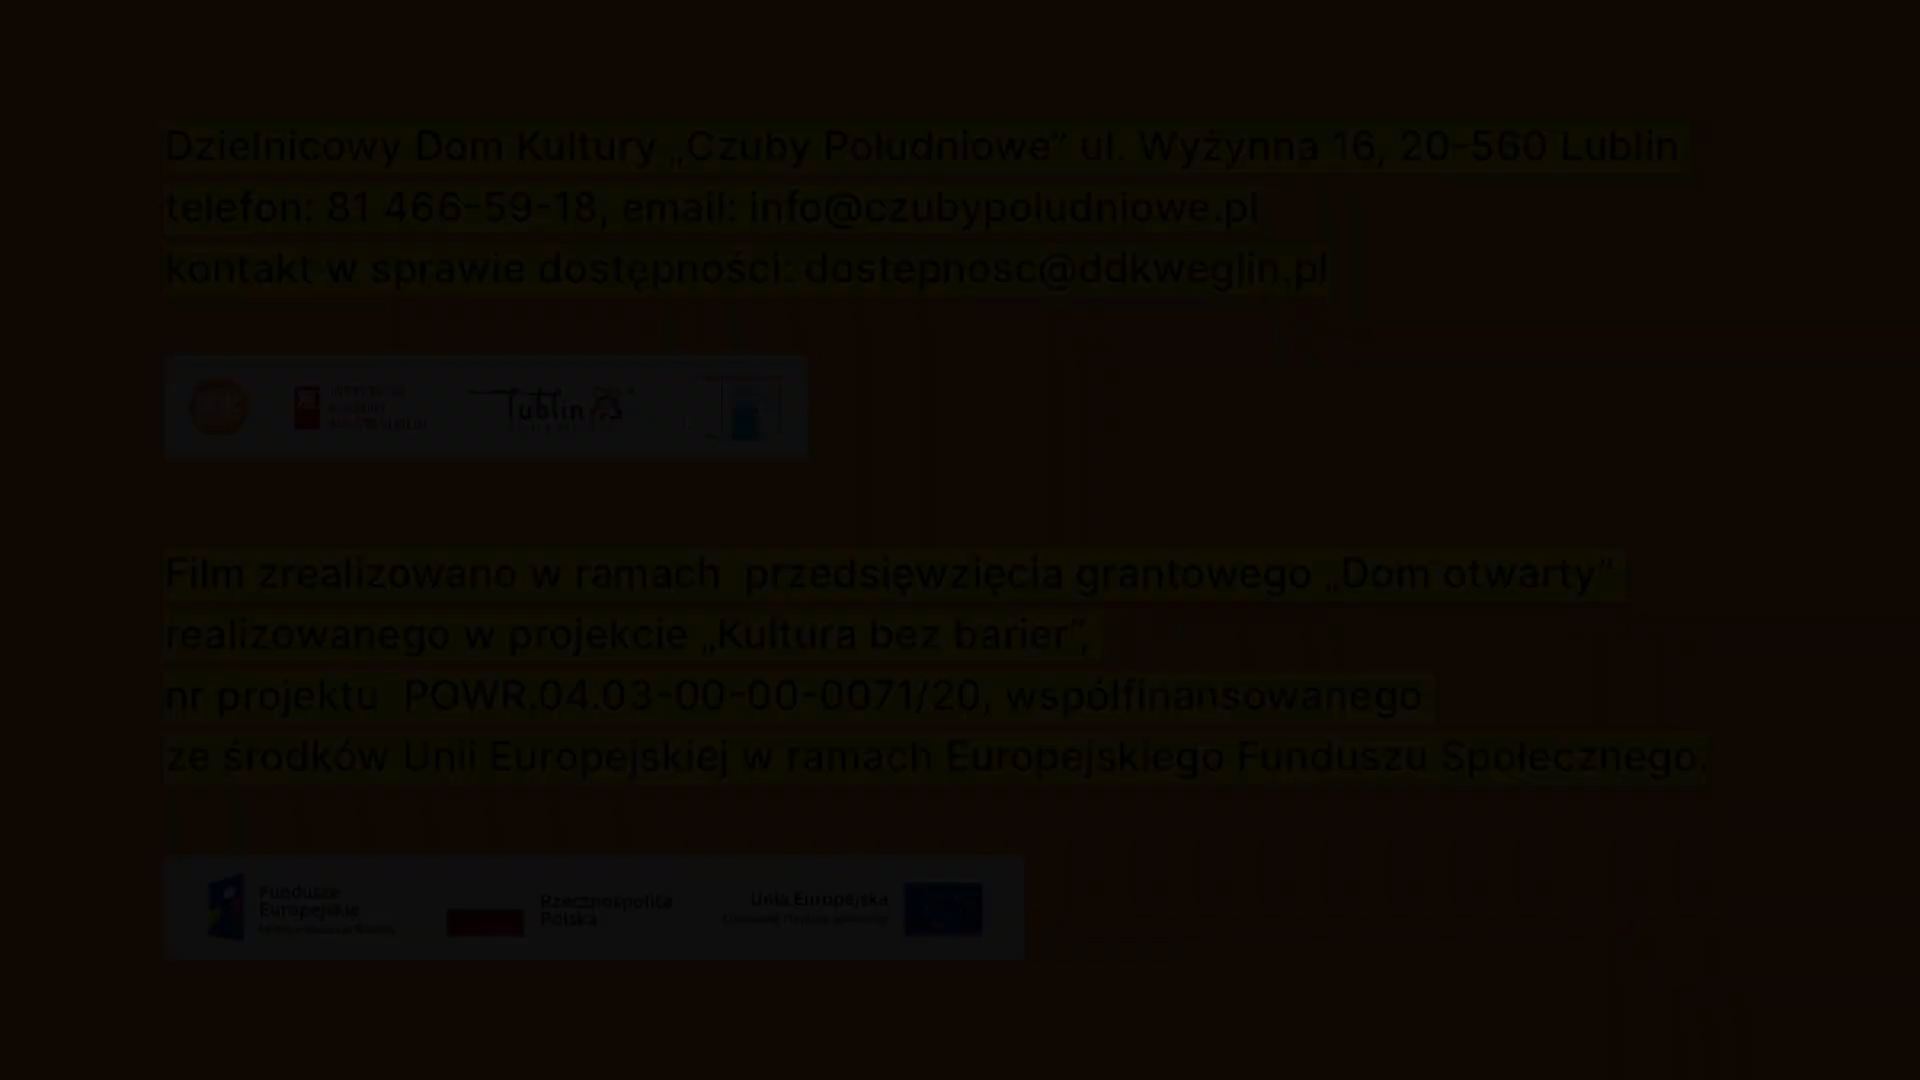 Dzielnicowy Dom Kultury „Czuby Południowe” ul. Wyżynna 16, 20-560 Lublin
telefon: 81 466-59-18, email: info@czubypoludniowe.pl
kontakt w sprawie dostępności: dostepnosc@ddkweglin.pl
Lublin
Film zrealizowano w ramach przedsięwzięcia grantowego „Dom otwarty”
realizowanego w projekcie „Kultura bez barier”,
nr projektu POWR.04.03-00-00-0071/20, współfinansowanego
ze środków Unii Europejskiej w ramach Europejskiego Funduszu Społecznego.
Fundusze
Europejskie
Rzeczpospolita
Polska
Unia Europejska